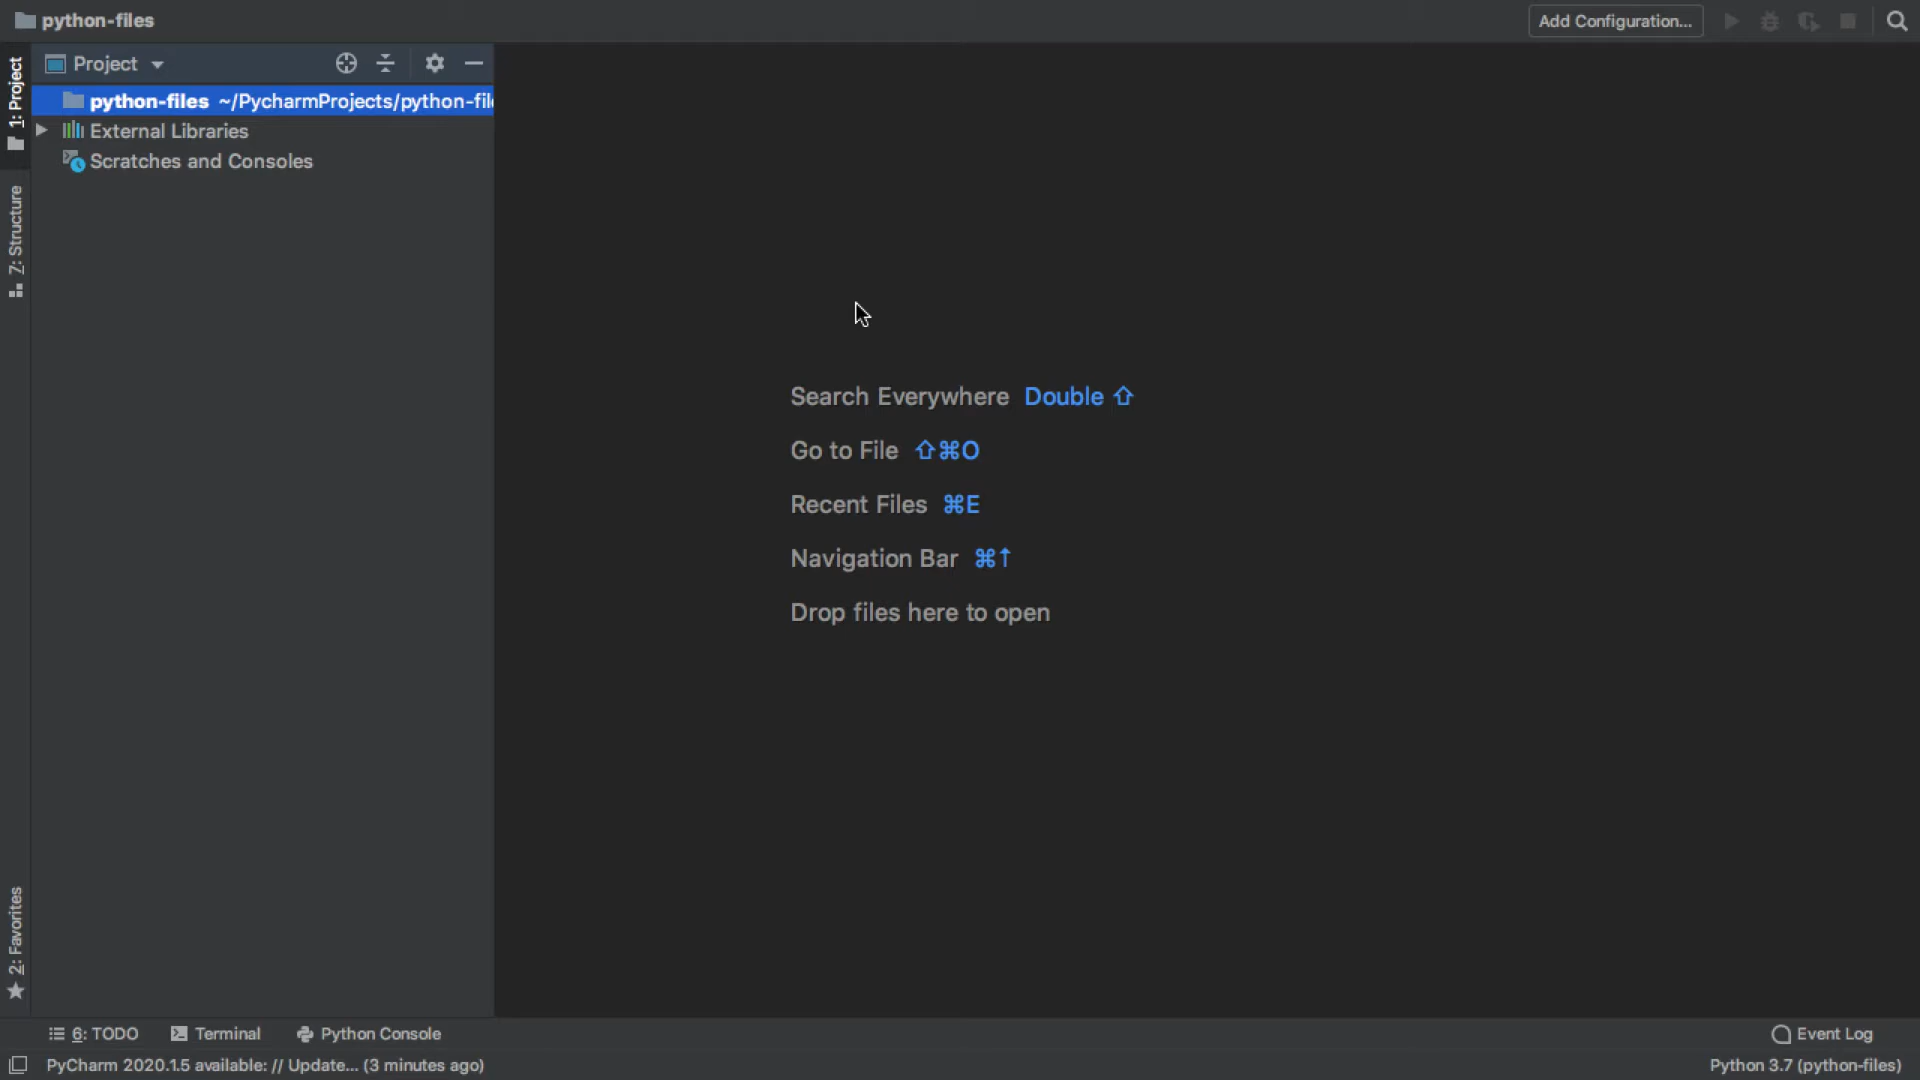 python-files
Add Configuration...
1: Project
Project
python-files ~/PycharmProjects/python-fil
External Libraries
Scratches and Consoles
7: Structure
Search Everywhere Double ⇧
Go to File ⇧⌘O
Recent Files ⌘E
Navigation Bar ⌘↑
Drop files here to open
2: Favorites
6: TODO
Terminal
Python Console
Event Log
PyCharm 2020.1.5 available: // Update... (3 minutes ago)
Python 3.7 (python-files)